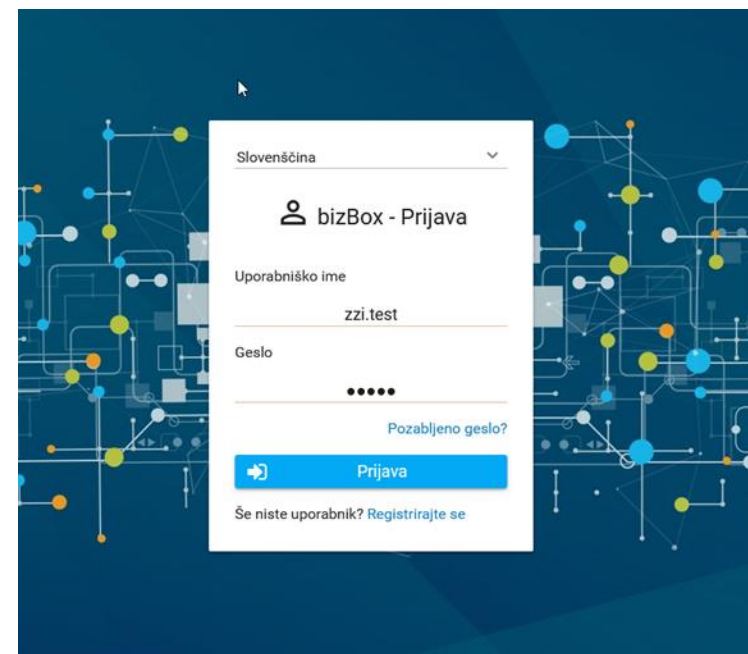 Slovenščina
bizBox - Prijava
Uporabniško ime
zzi.test
Geslo
•••••
Pozabljeno geslo?
Prijava
Še niste uporabnik? Registrirajte se